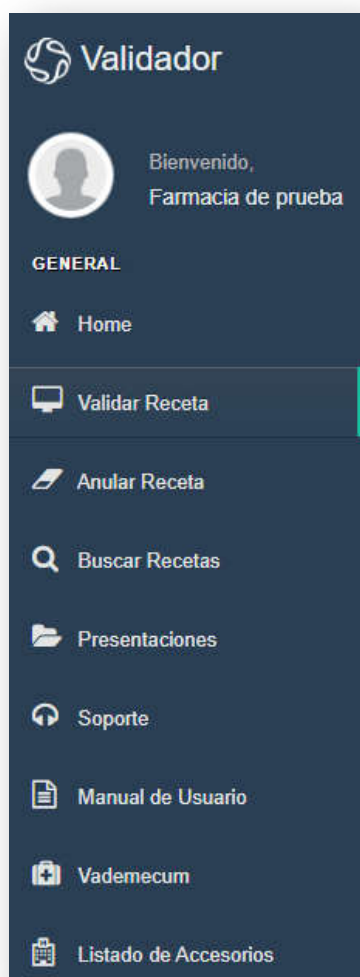 Validador
Bienvenido,
Farmacia de prueba
GENERAL
Home
Validar Receta
Anular Receta
Buscar Recetas
Presentaciones
Soporte
Manual de Usuario
Vademecum
Listado de Accesorios